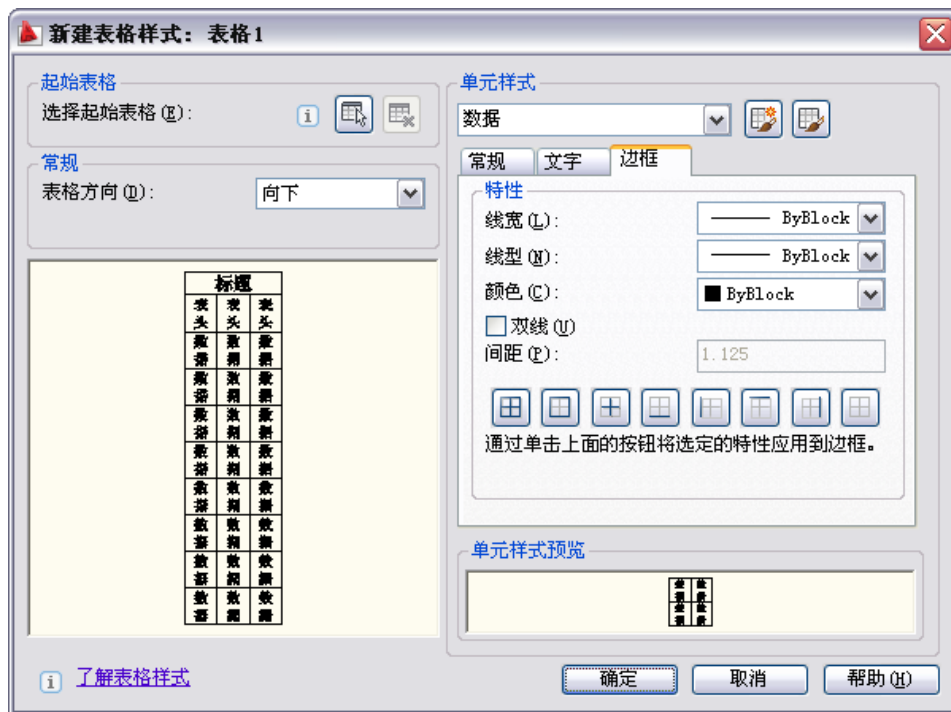 新建表格样式: 表格1
起始表格
选择起始表格(E):
常规
表格方向(D):
向下
标题
表头 表头 表头
数据 数据 数据
数据 数据 数据
数据 数据 数据
数据 数据 数据
数据 数据 数据
数据 数据 数据
数据 数据 数据
数据 数据 数据
了解表格样式
单元样式
数据
常规 文字 边框
特性
线宽(L): ByBlock
线型(N): ByBlock
颜色(C): ByBlock
双线(U)
间距(P): 1.125
通过单击上面的按钮将选定的特性应用到边框。
单元样式预览
确定 取消 帮助(H)